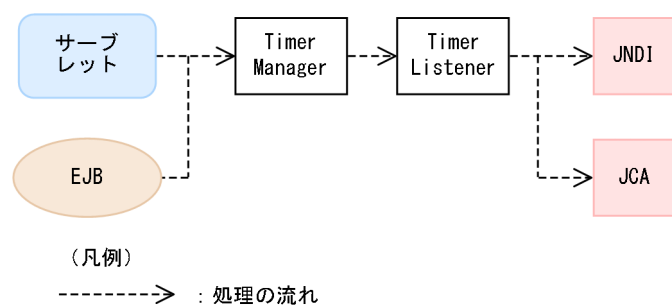 サーブ
レット
Timer
Manager
Timer
Listener
JNDI
EJB
JCA
(凡例)
：処理の流れ